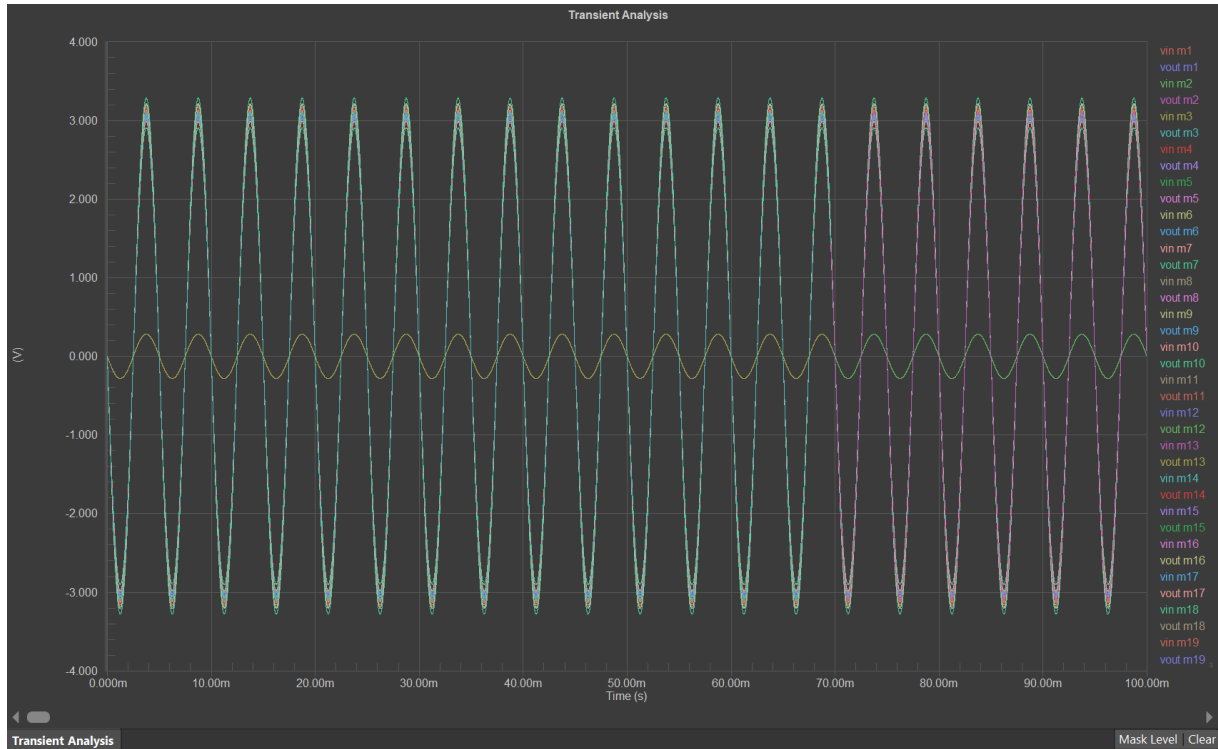 Transient Analysis
4.000
3.000
2.000
1.000
0.000
-1.000
-2.000
-3.000
-4.000
(V)
0.000m 10.00m 20.00m 30.00m 40.00m 50.00m 60.00m 70.00m 80.00m 90.00m 100.00m
Time (s)
vin m1
vout m1
vin m2
vout m2
vin m3
vout m3
vin m4
vout m4
vin m5
vout m5
vin m6
vout m6
vin m7
vout m7
vin m8
vout m8
vin m9
vout m9
vin m10
vout m10
vin m11
vout m11
vin m12
vout m12
vin m13
vout m13
vin m14
vout m14
vin m15
vout m15
vin m16
vout m16
vin m17
vout m17
vin m18
vout m18
vin m19
vout m19
Transient Analysis
Mask Level Clear